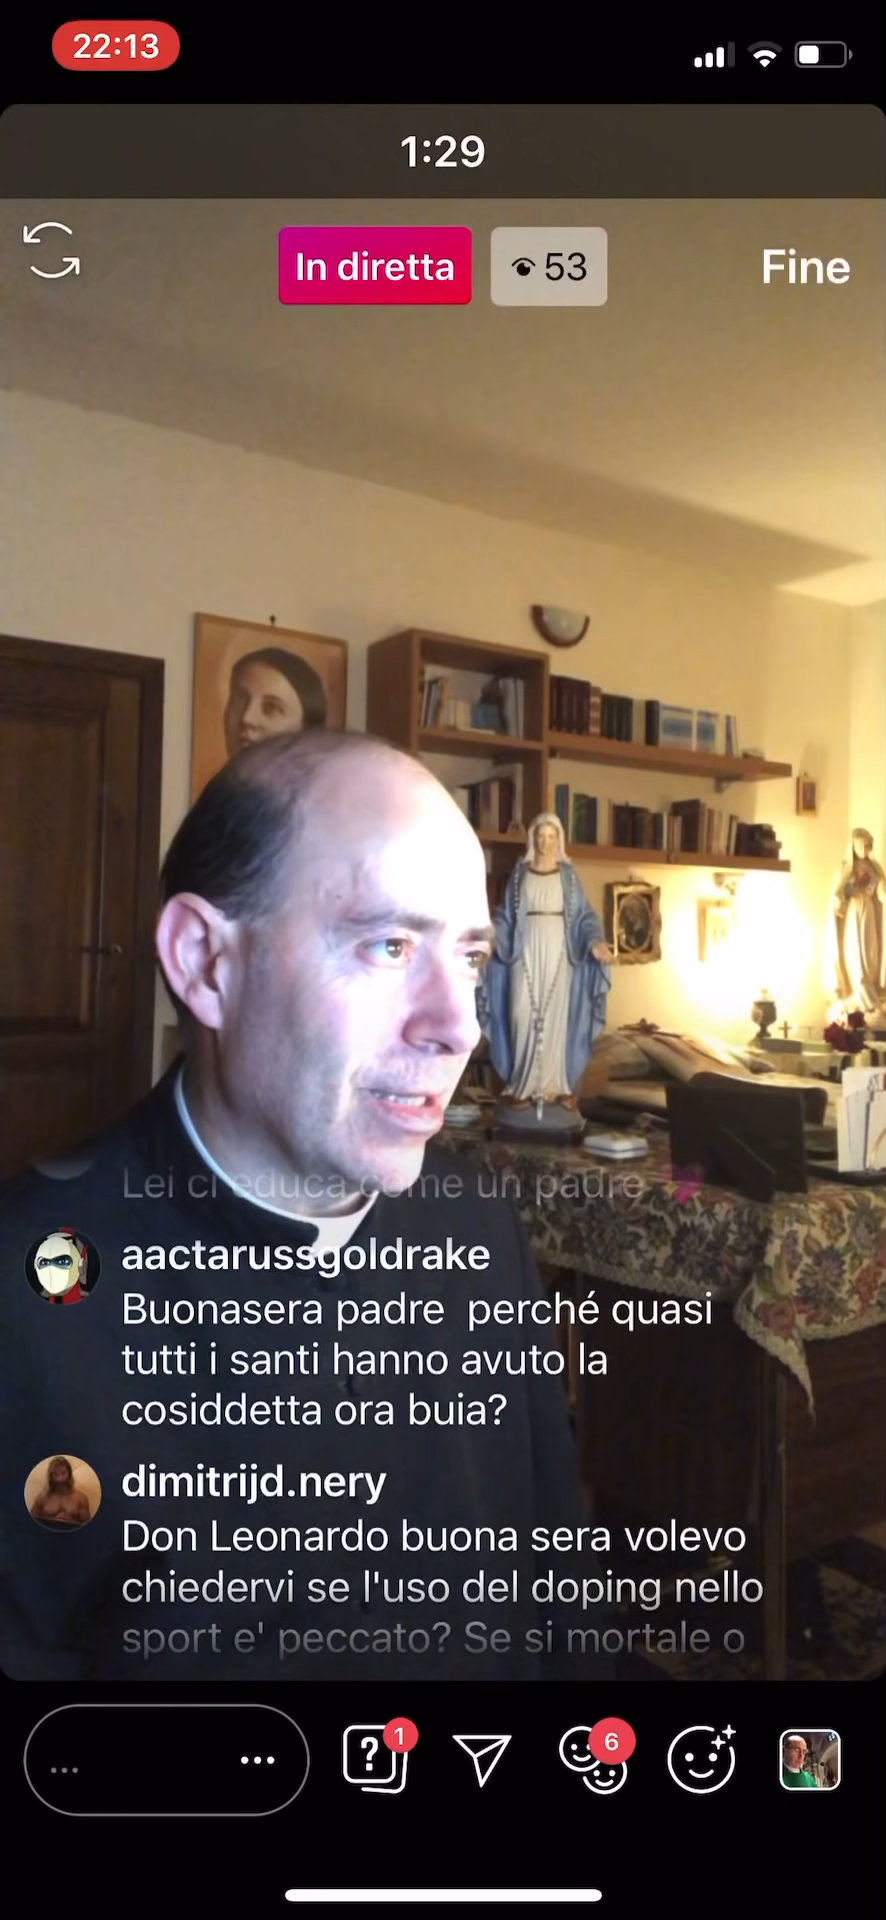 22:13
1:29
In diretta
53
Fine
Lei ci educa come un padre
aactarussgoldrake
Buonasera padre perché quasi
tutti i santi hanno avuto la
cosiddetta ora buia?
dimitrijd.nery
Don Leonardo buona sera volevo
chiedervi se l'uso del doping nello
sport e' peccato? Se si mortale o
...
...
?
1
6